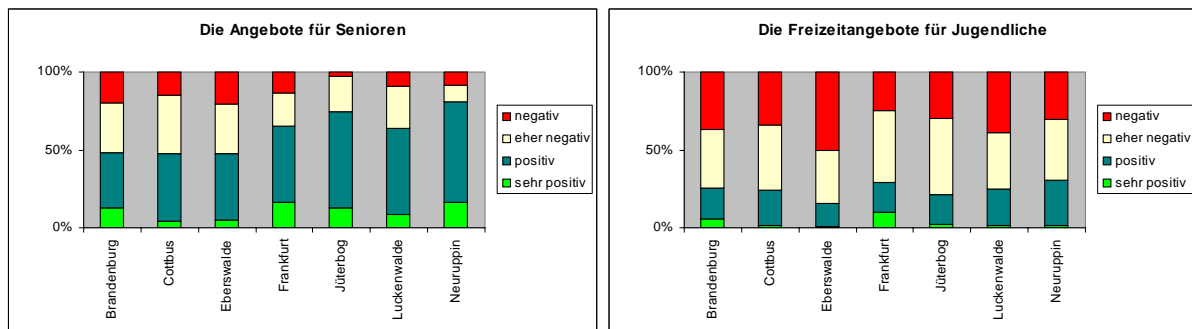 Die Angebote für Senioren
100%
50%
0%
Brandenburg
Cottbus
Eberswalde
Frankfurt
Jüterbog
Luckenwalde
Neuruppin
negativ
eher negativ
positiv
sehr positiv
Die Freizeitangebote für Jugendliche
100%
50%
0%
Brandenburg
Cottbus
Eberswalde
Frankfurt
Jüterbog
Luckenwalde
Neuruppin
negativ
eher negativ
positiv
sehr positiv